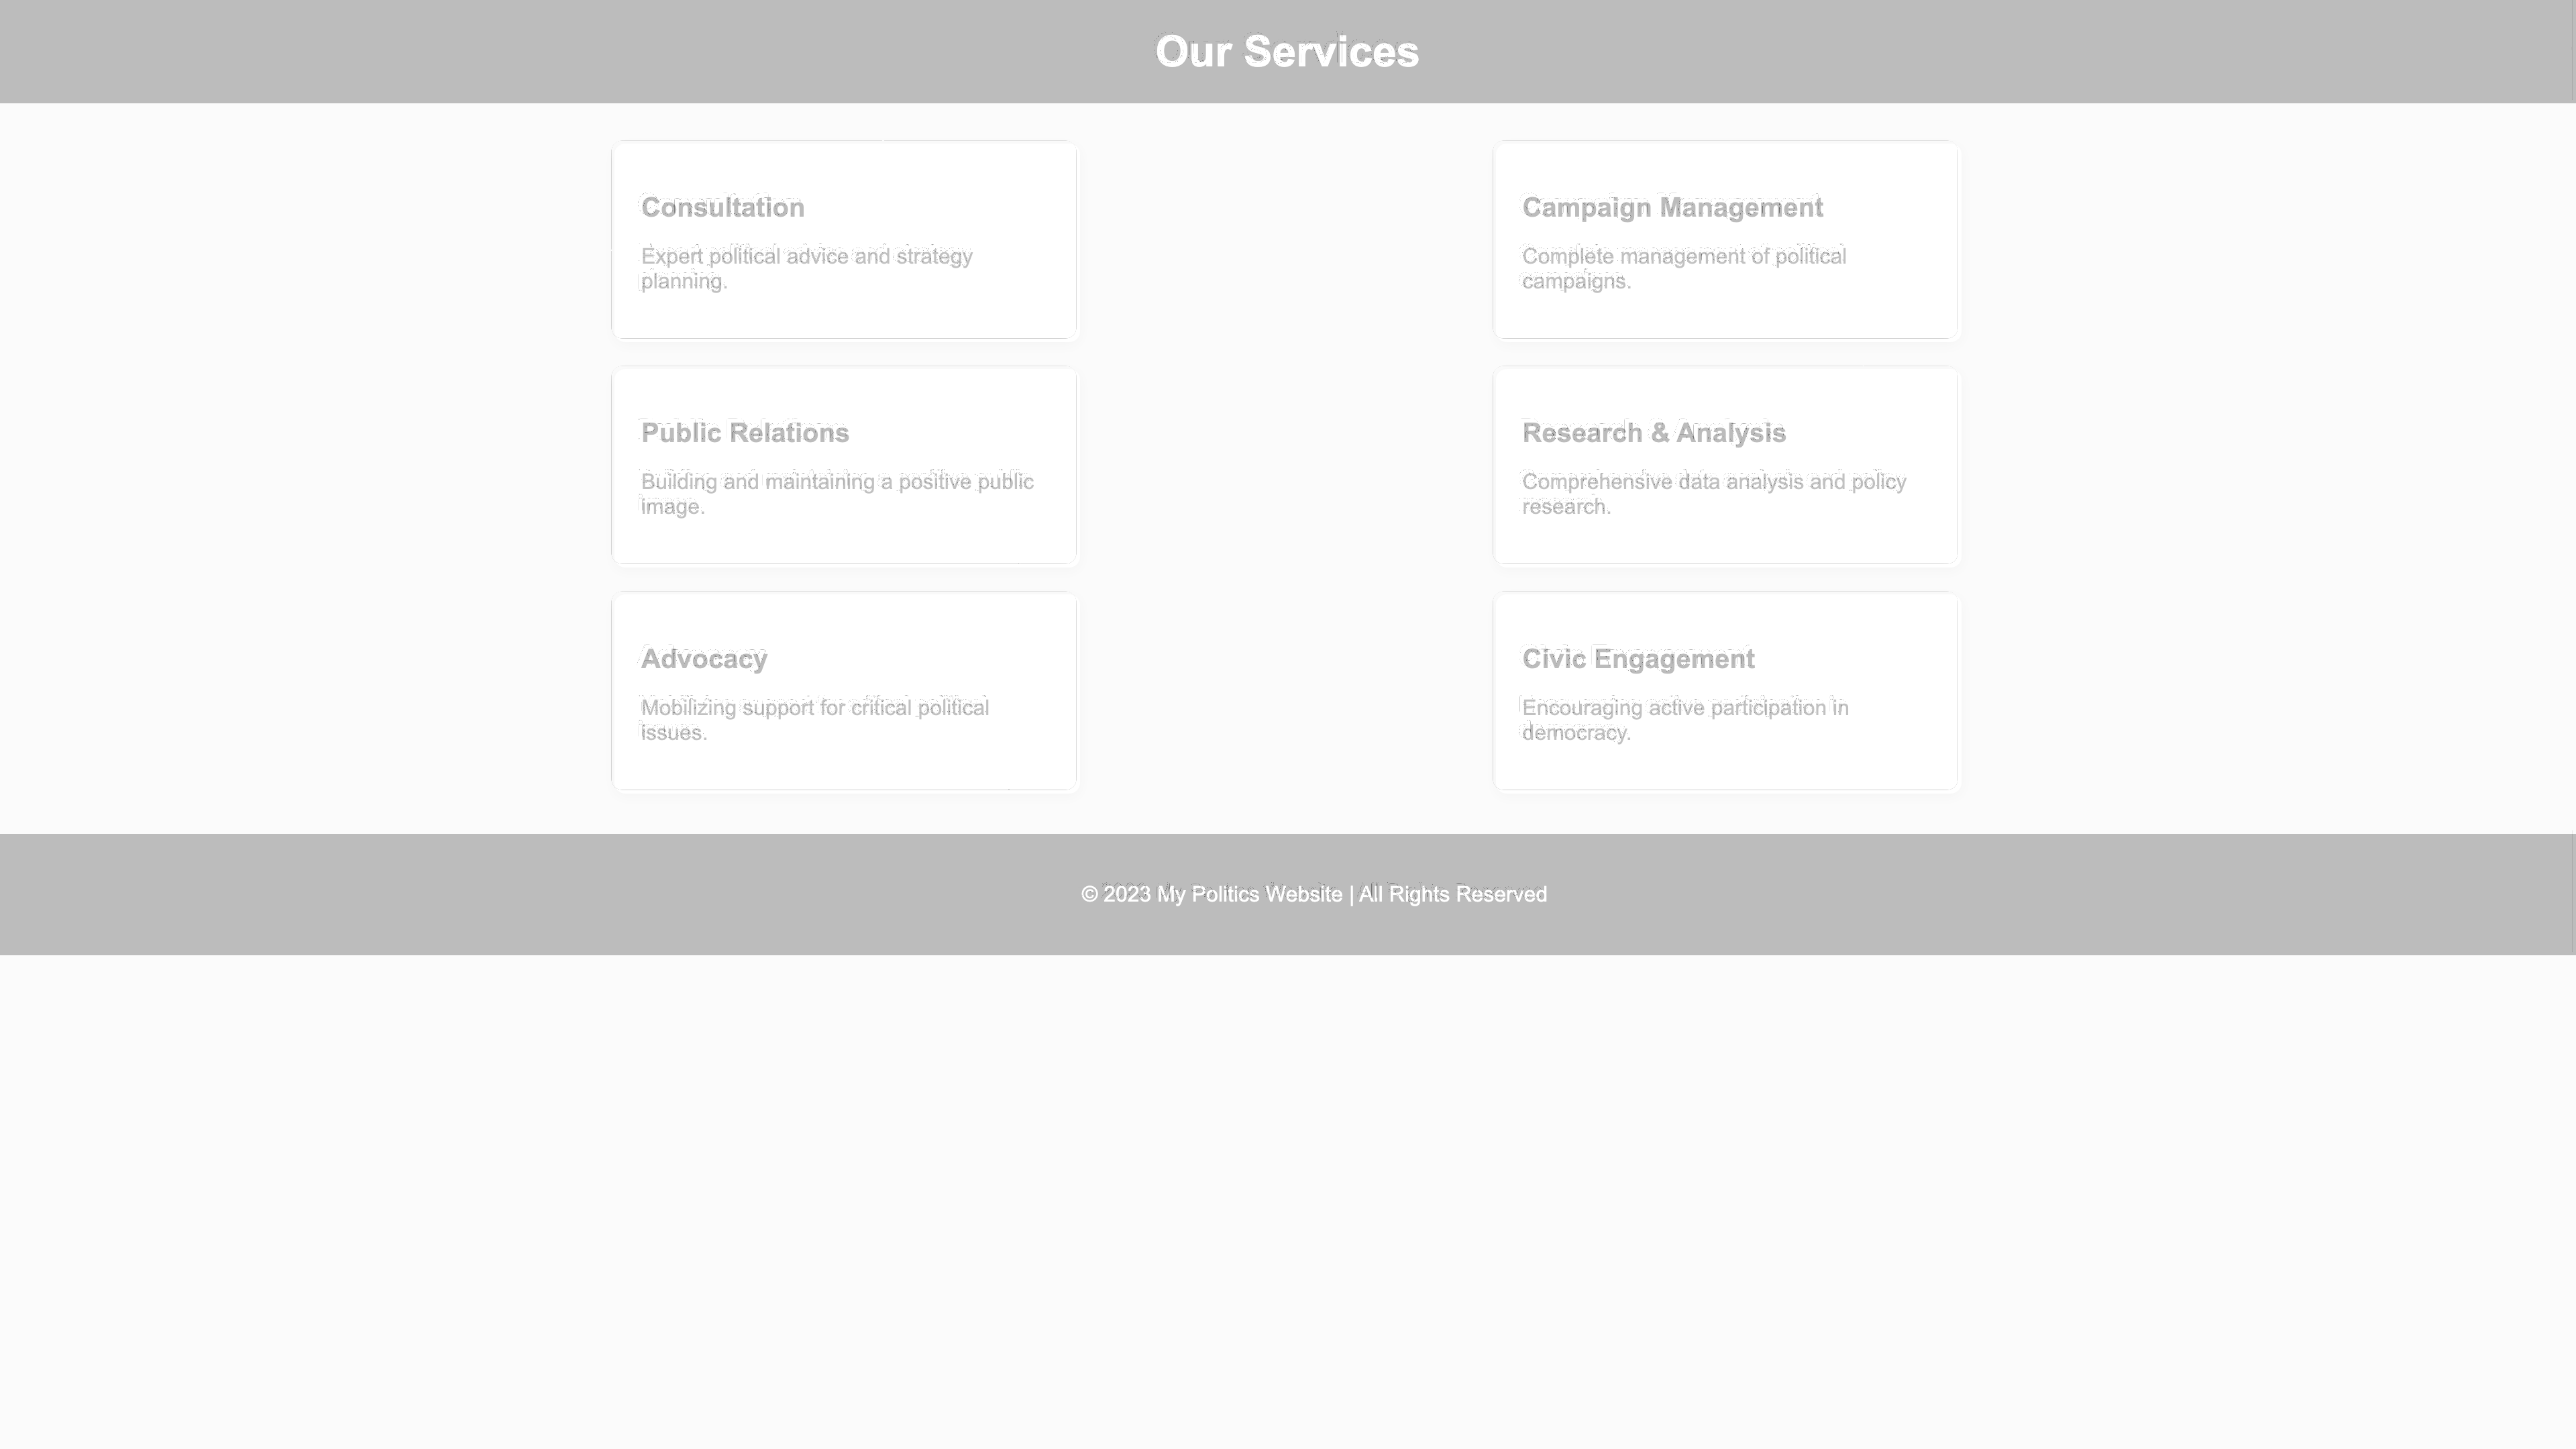 Our Services
Consultation
Expert political advice and strategy
planning.
Campaign Management
Complete management of political
campaigns.
Public Relations
Building and maintaining a positive public
image.
Research & Analysis
Comprehensive data analysis and policy
research.
Advocacy
Mobilizing support for critical political
issues.
Civic Engagement
Encouraging active participation in
democracy.
© 2023 My Politics Website | All Rights Reserved